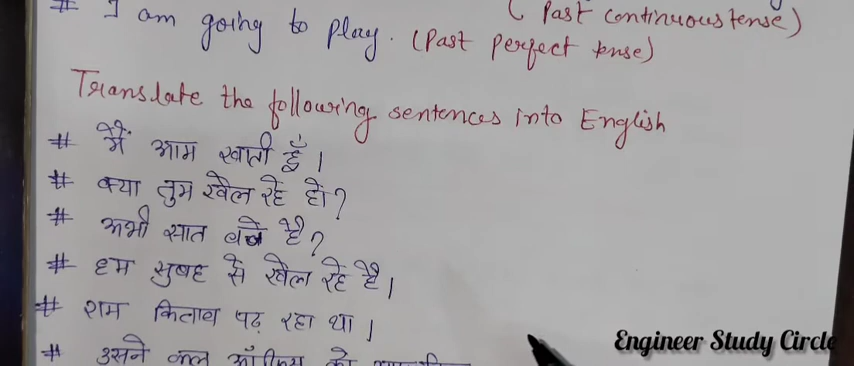 ( Past continuous tense )
# I am going to play. (Past perfect tense)
Translate the following sentences into English
# मैं आम खाती हूँ।
# क्या तुम खेल रहे हो?
# अभी सात बजे है?
# हम सुबह से खेल रहे है।
# राम किताब पढ़ रहा था।
# उसने कल
Engineer Study Circle